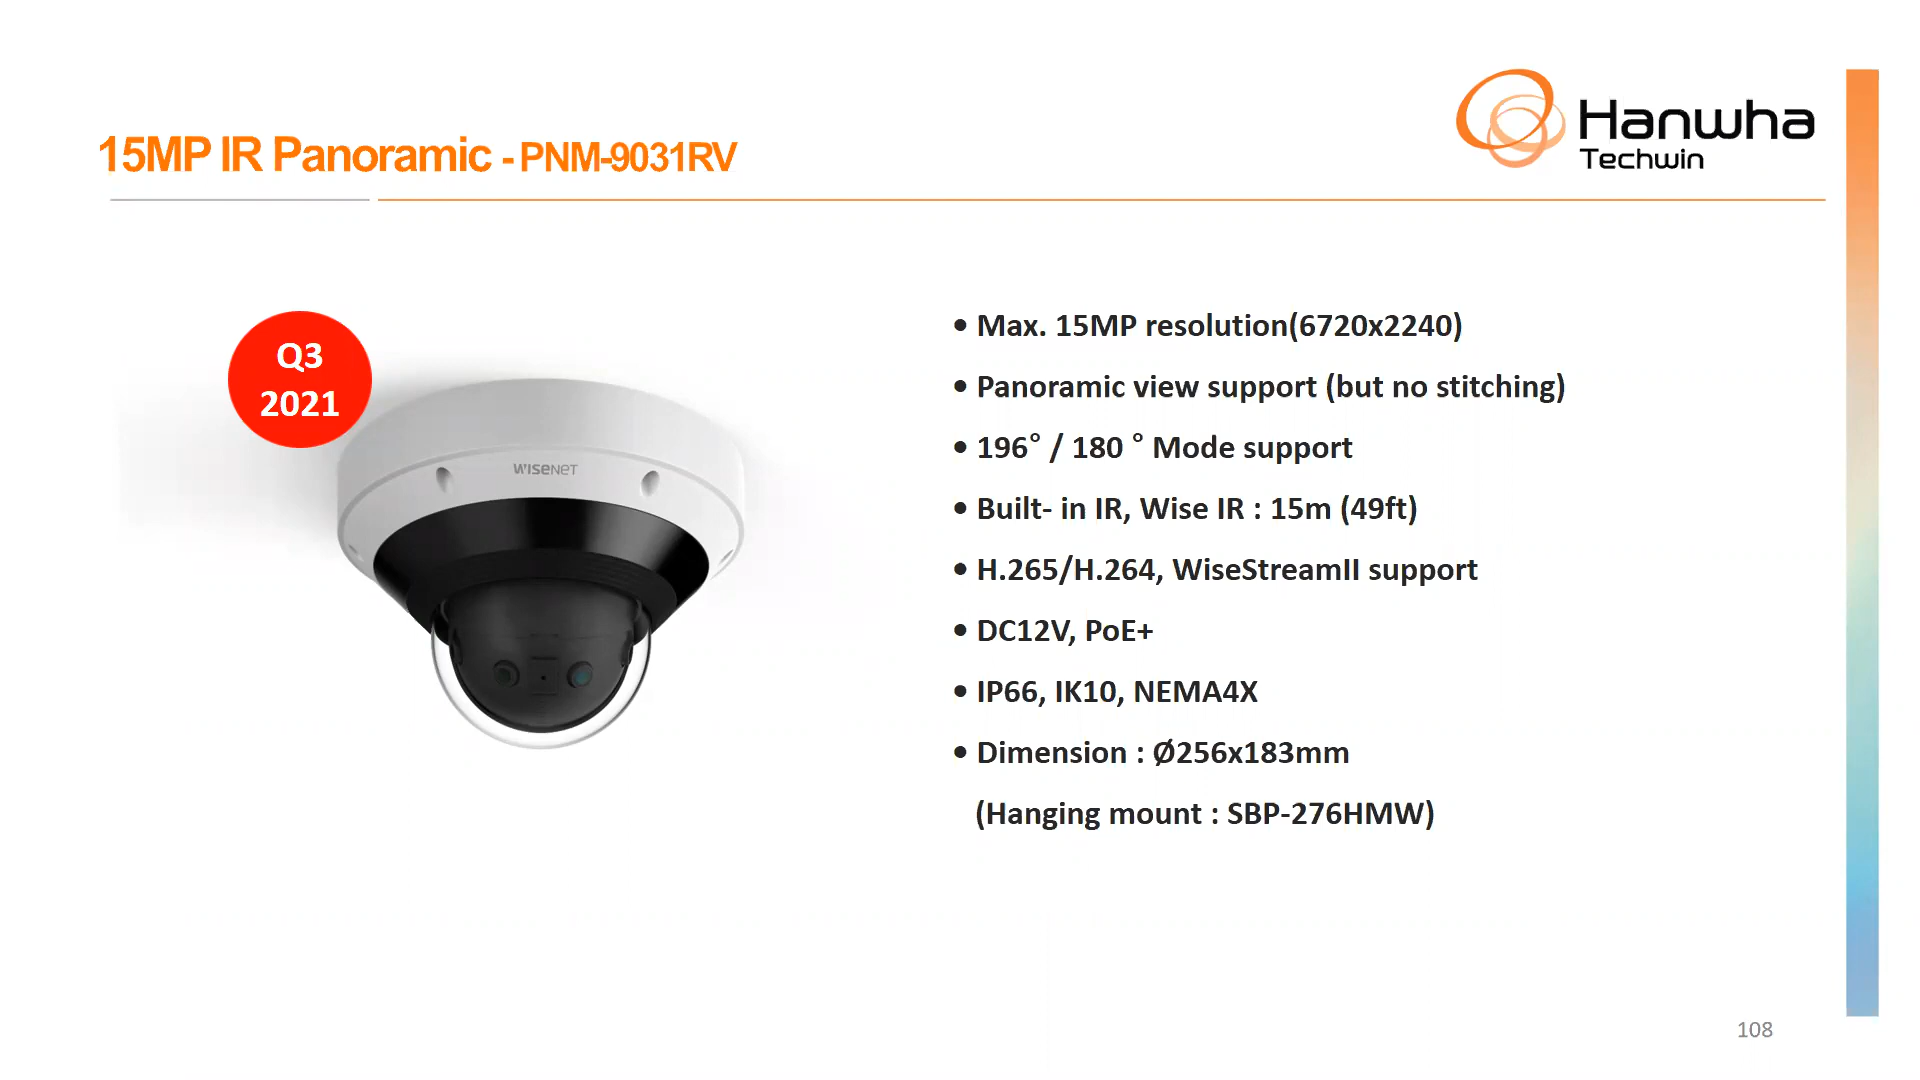 Hanwha
Techwin
15MP IR Panoramic - PNM-9031RV
Q3
2021
WISENET
• Max. 15MP resolution(6720x2240)
• Panoramic view support (but no stitching)
• 196° / 180 ° Mode support
• Built- in IR, Wise IR : 15m (49ft)
• H.265/H.264, WiseStreamII support
• DC12V, PoE+
• IP66, IK10, NEMA4X
• Dimension : Ø256x183mm
(Hanging mount : SBP-276HMW)
108